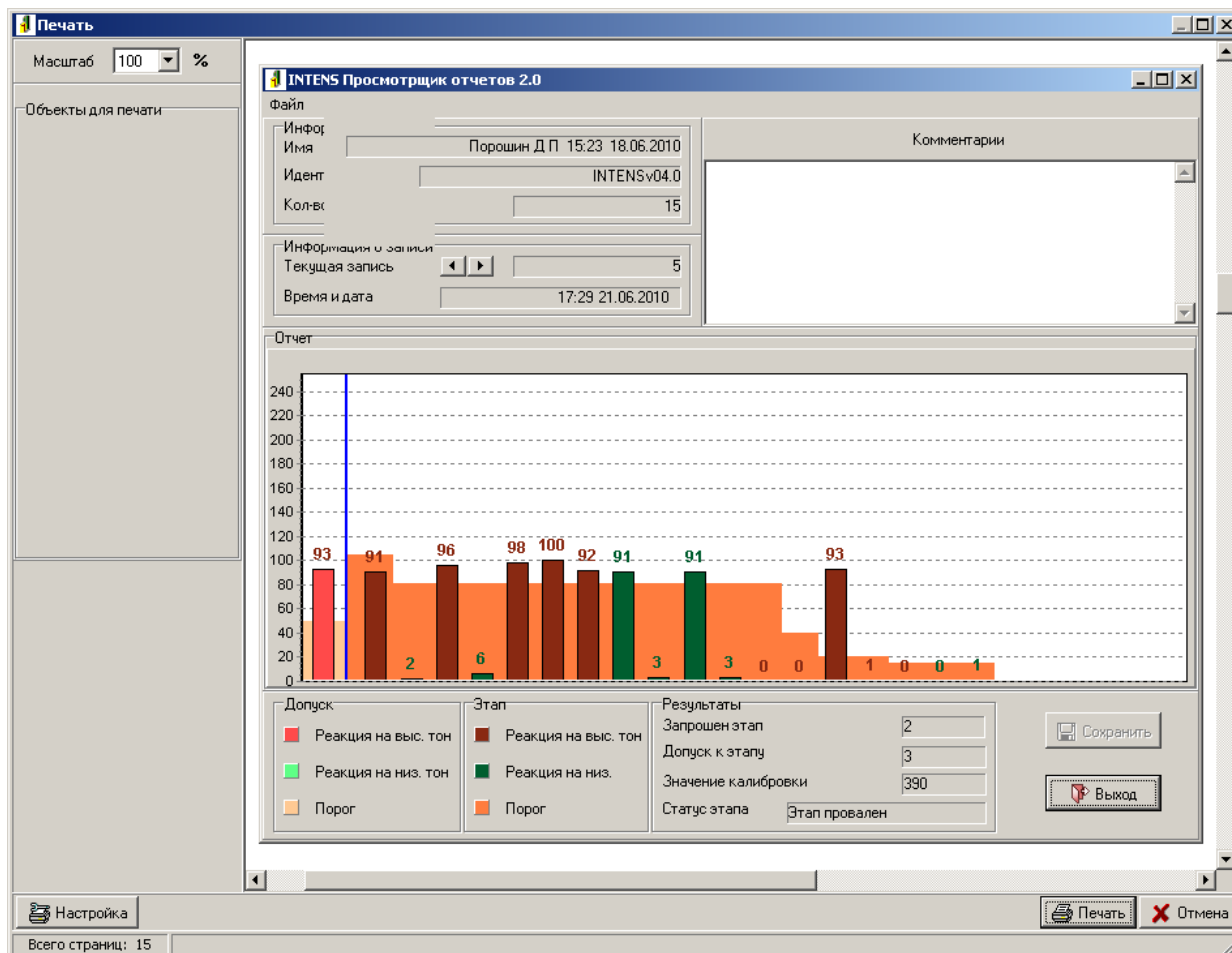 Печать
Масштаб 100 %
Объекты для печати
INTENS Просмотрщик отчетов 2.0
Файл
Инфор
Имя Порошин Д П 15:23 18.06.2010
Идент INTENSv04.0
Кол-во 15
Комментарии
Информация о записи
Текущая запись 5
Время и дата 17:29 21.06.2010
Отчет
240
220
200
180
160
140
120
100
80
60
40
20
0
93 91 2 96 6 98 100 92 91 3 91 3 0 0 93 1 0 0 1
Допуск
Реакция на выс. тон
Реакция на низ. тон
Порог
Этап
Реакция на выс. тон
Реакция на низ.
Порог
Результаты
Запрошен этап 2
Допуск к этапу 3
Значение калибровки 390
Статус этапа Этап провален
Сохранить
Выход
Настройка
Печать
Отмена
Всего страниц: 15